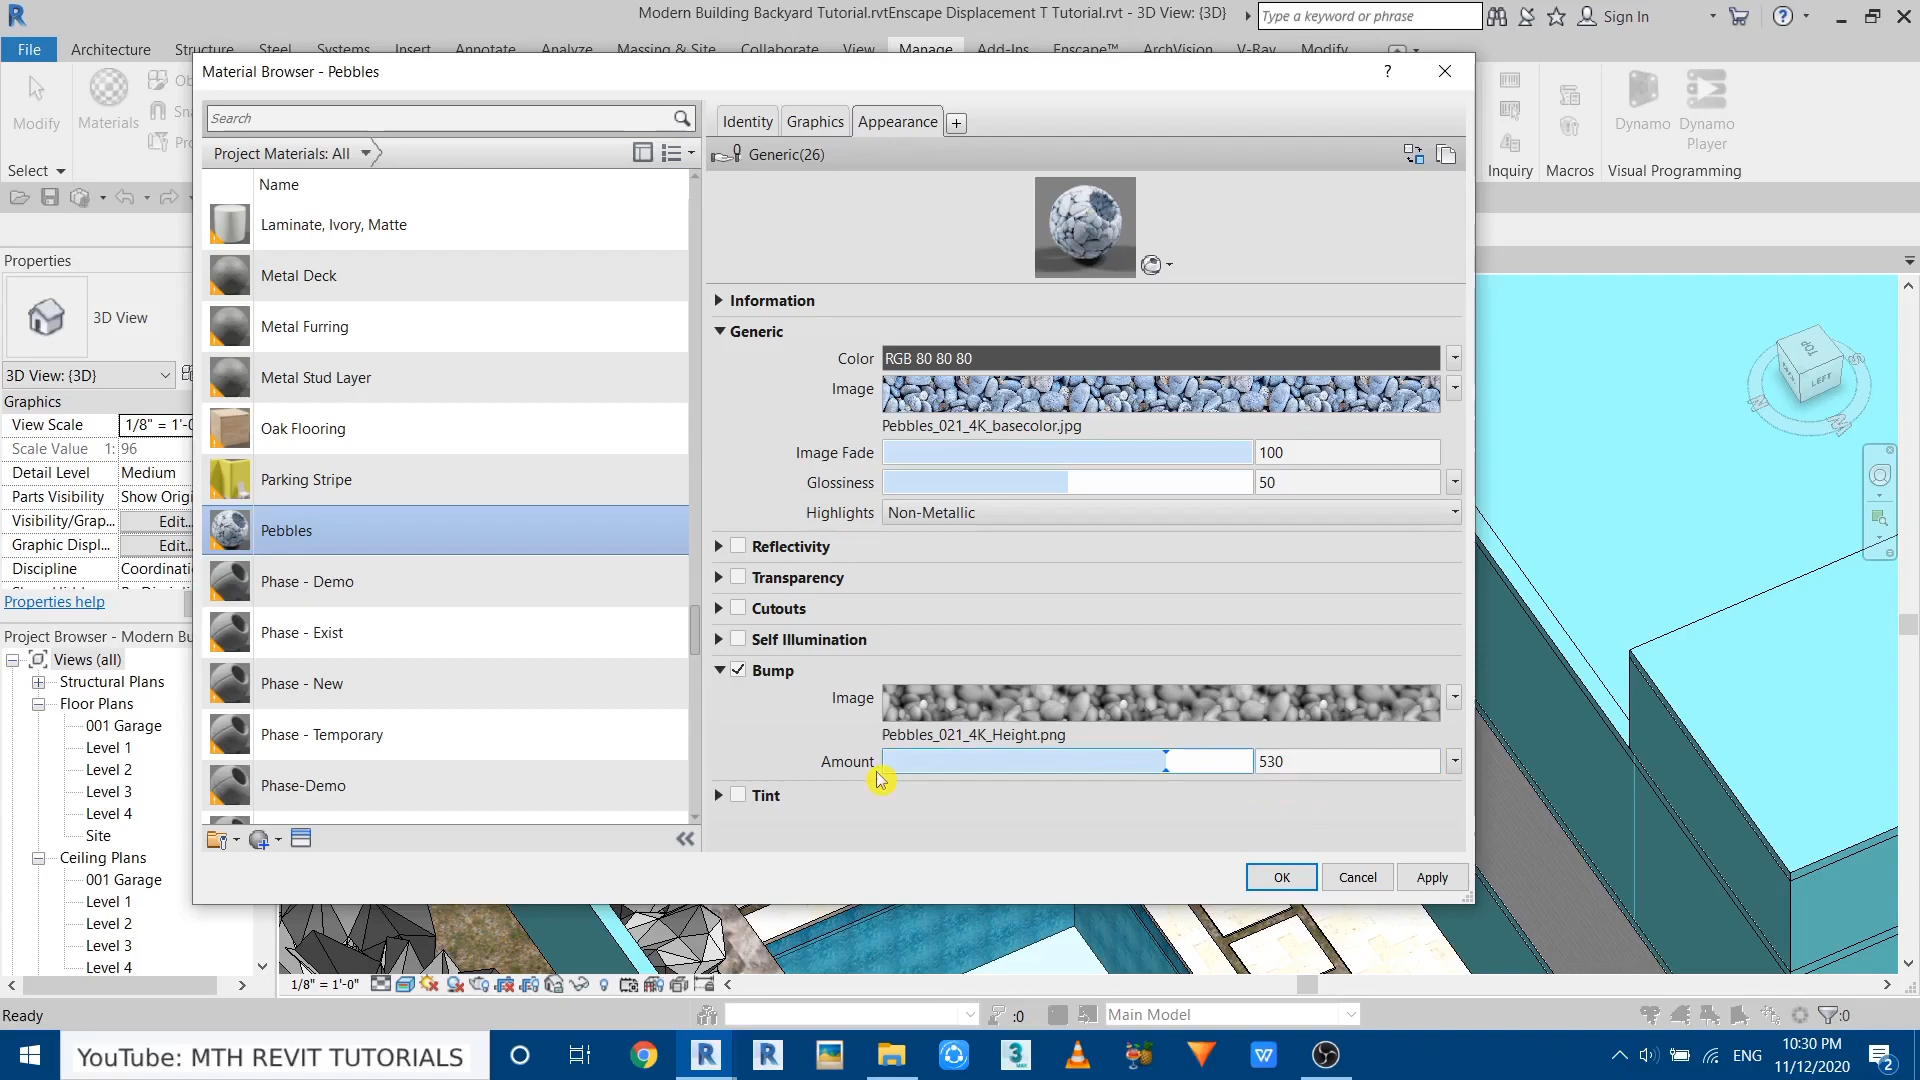 Modern Building Backyard Tutorial.rvtEnscape Displacement T Tutorial.rvt - 3D View: {3D}
Type a keyword or phrase
Sign In
File Architecture Structure Steel Systems Insert Annotate Analyze Massing & Site Collaborate View Manage Add-Ins Enscape™ ArchVision V-Ray Modify
Modify
Materials
Select
Dynamo
Dynamo Player
Inquiry
Macros
Visual Programming
Material Browser - Pebbles
Search
Project Materials: All
Name
Laminate, Ivory, Matte
Metal Deck
Metal Furring
Metal Stud Layer
Oak Flooring
Parking Stripe
Pebbles
Phase - Demo
Phase - Exist
Phase - New
Phase - Temporary
Phase-Demo
Identity Graphics Appearance
Generic(26)
Information
Generic
Color RGB 80 80 80
Image
Pebbles_021_4K_basecolor.jpg
Image Fade 100
Glossiness 50
Highlights Non-Metallic
Reflectivity
Transparency
Cutouts
Self Illumination
Bump
Image
Pebbles_021_4K_Height.png
Amount 530
Tint
OK Cancel Apply
Properties
3D View
3D View: {3D}
Graphics
View Scale 1/8" = 1'-0
Scale Value 1: 96
Detail Level Medium
Parts Visibility Show Origi
Visibility/Grap... Edit...
Graphic Displ... Edit...
Discipline Coordinati
Properties help
Project Browser - Modern Bu
Views (all)
Structural Plans
Floor Plans
001 Garage
Level 1
Level 2
Level 3
Level 4
Site
Ceiling Plans
001 Garage
Level 1
Level 2
Level 3
Level 4
TOP
LEFT
1/8" = 1'-0"
Ready
:0
Main Model
:0
YouTube: MTH REVIT TUTORIALS
ENG
10:30 PM
11/12/2020
2